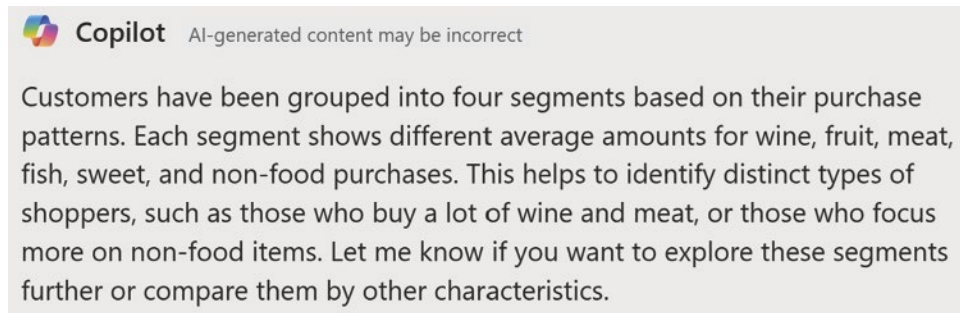 Copilot AI-generated content may be incorrect
Customers have been grouped into four segments based on their purchase
patterns. Each segment shows different average amounts for wine, fruit, meat,
fish, sweet, and non-food purchases. This helps to identify distinct types of
shoppers, such as those who buy a lot of wine and meat, or those who focus
more on non-food items. Let me know if you want to explore these segments
further or compare them by other characteristics.